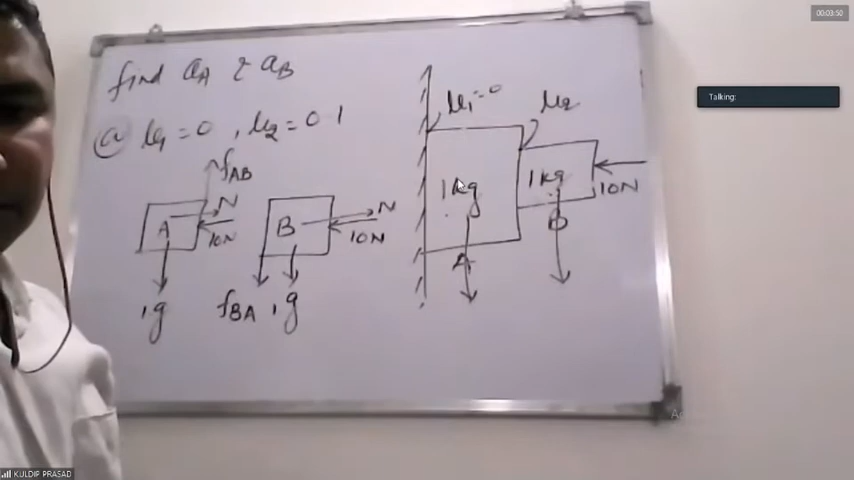 find aA & aB
(a) μ1=0 , μ2=0.1
fAB
A
N
10N
1g
B
N
10N
fBA 1g
μ1=0
μ2
1kg
1kg
10N
A
B
00:03:50
Talking:
KULDIP PRASAD